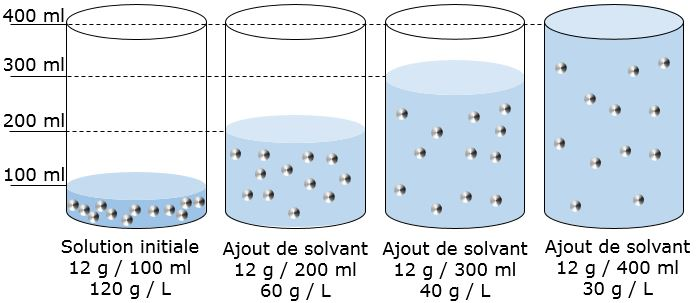 400 ml
300 ml
200 ml
100 ml
Solution initiale
12 g / 100 ml
120 g / L
Ajout de solvant
12 g / 200 ml
60 g / L
Ajout de solvant
12 g / 300 ml
40 g / L
Ajout de solvant
12 g / 400 ml
30 g / L